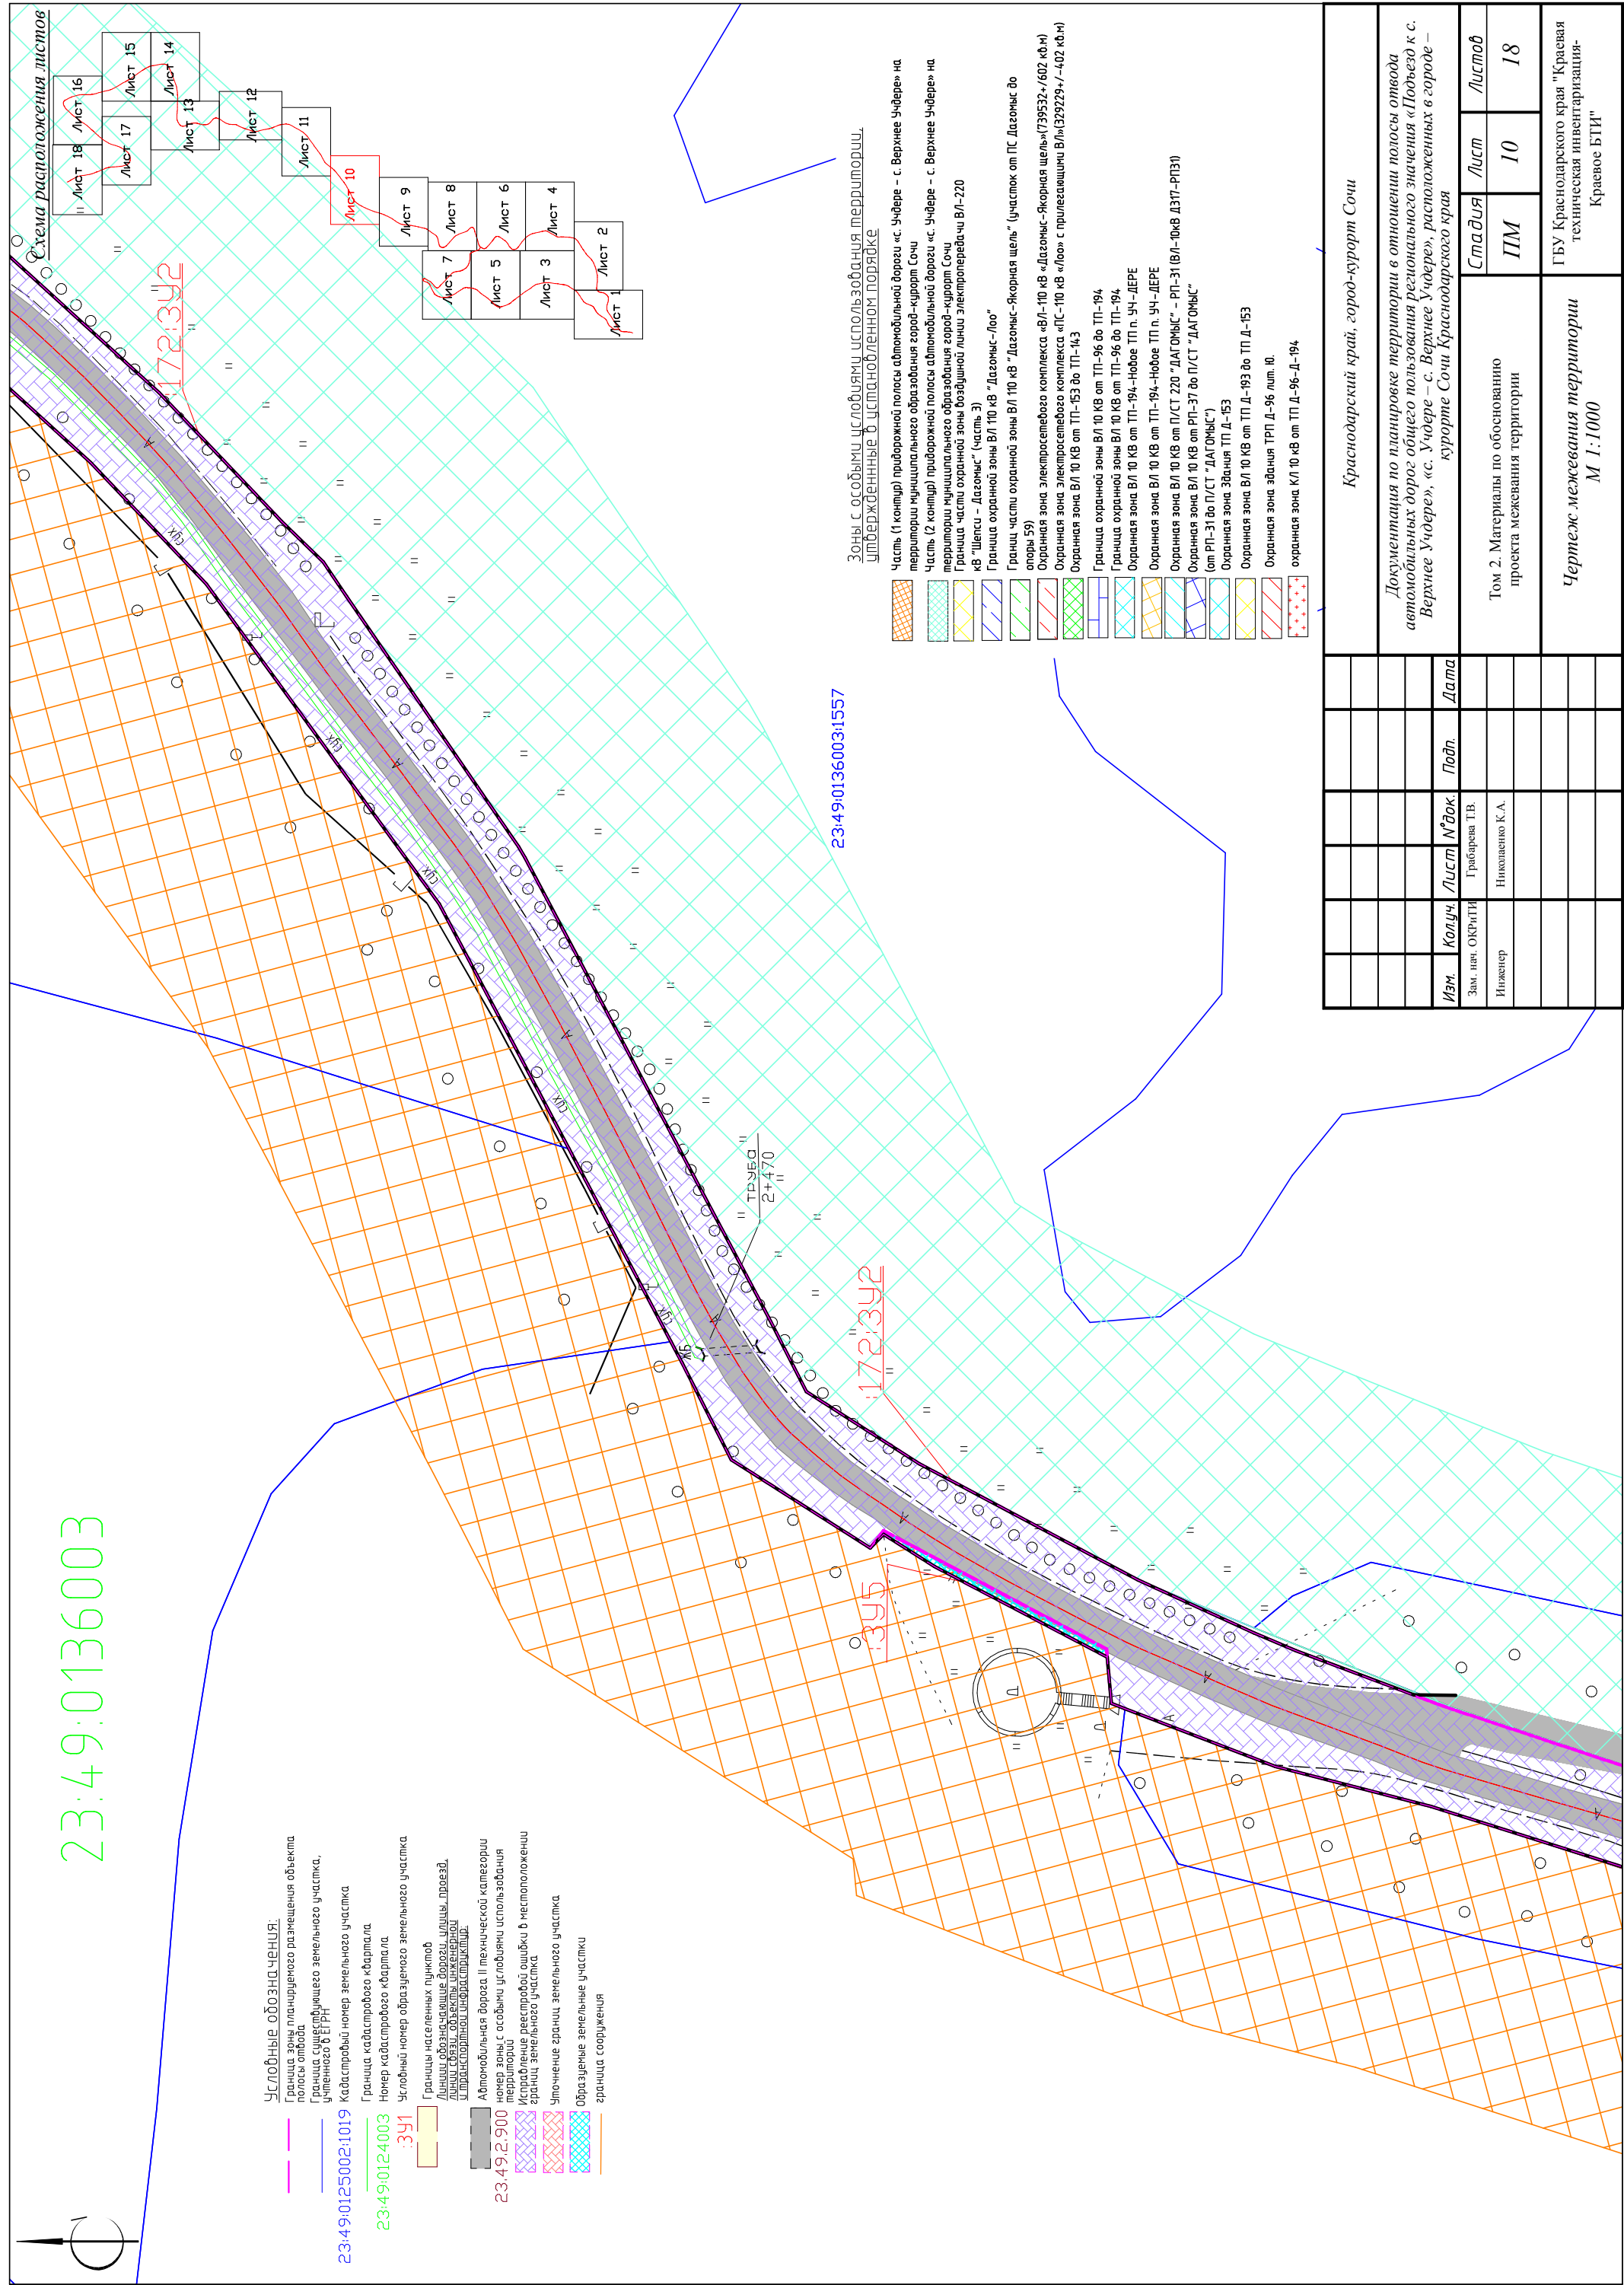 Схема расположения листов
Лист 18
Лист 16
Лист 17
Лист 15
Лист 14
Лист 13
Лист 12
Лист 11
Лист 10
Лист 9
Лист 8
Лист 7
Лист 6
Лист 5
Лист 4
Лист 3
Лист 2
Лист 1
23:49:0136003
:172:ЗУ2
:172:ЗУ2
:ЗУ5
23:49:0136003:1557
ТРУБА
2+470
ЖБ
сух
сух
сух
сух
сух
А
А
А
А
А
А
А
А
Д
Д
Условные обозначения:
Граница зоны планируемого размещения объекта
полосы отвода
Граница существующего земельного участка,
учтенного в ЕГРН
23:49:0125002:1019 Кадастровый номер земельного участка
Граница кадастрового квартала
23:49:0124003 Номер кадастрового квартала
:ЗУ1 Условный номер образуемого земельного участка
Границы населенных пунктов
Линии обозначающие дороги, улицы, проезд,
линии связи, объекты инженерной
и транспортной инфраструктур:
Автомобильная дорога II технической категории
23.49.2.900 номер зоны с особыми условиями использования
территории
Исправление реестровой ошибки в местоположении
границ земельного участка
Уточнение границ земельного участка
Образуемые земельные участки
граница сооружения
Зоны с особыми условиями использования территории,
утвержденные в установленном порядке
Часть (1 контур) придорожной полосы автомобильной дороги «с. Учдере – с. Верхнее Учдере» на
территории муниципального образования город-курорт Сочи
Часть (2 контур) придорожной полосы автомобильной дороги «с. Учдере – с. Верхнее Учдере» на
территории муниципального образования город-курорт Сочи
Граница части охранной зоны воздушной линии электропередачи ВЛ-220
кВ "Шепси – Дагомыс" (часть 3)
Граница охранной зоны ВЛ 110 кВ "Дагомыс-Лоо"
Границ части охранной зоны ВЛ 110 кВ "Дагомыс-Якорная щель" (участок от ПС Дагомыс до
опоры 59)
Охранная зона электросетевого комплекса «ВЛ-110 кВ «Дагомыс-Якорная щель»(739532+/602 кв.м)
Охранная зона электросетевого комплекса «ПС-110 кВ «Лоо» с прилегающими ВЛ»(329229+/-402 кв.м)
Охранная зона ВЛ 10 КВ от ТП-153 до ТП-143
Граница охранной зоны ВЛ 10 КВ от ТП-96 до ТП-194
Граница охранной зоны ВЛ 10 КВ от ТП-96 до ТП-194
Охранная зона ВЛ 10 КВ от ТП-194-Новое ТП п. УЧ-ДЕРЕ
Охранная зона ВЛ 10 КВ от ТП-194-Новое ТП п. УЧ-ДЕРЕ
Охранная зона ВЛ 10 КВ от П/СТ 220 "ДАГОМЫС" – РП-31 (ВЛ-10кВ ДЗ17-РП31)
Охранная зона ВЛ 10 КВ от РП-37 до П/СТ "ДАГОМЫС"
(от РП-31 до П/СТ "ДАГОМЫС")
Охранная зона Здания ТП Д-153
Охранная зона ВЛ 10 КВ от ТП Д-193 до ТП Д-153
Охранная зона здания ТРП Д-96 лит. Ю.
охранная зона КЛ 10 кВ от ТП Д-96-Д-194
Краснодарский край, город-курорт Сочи
Документация по планировке территории в отношении полосы отвода
автомобильных дорог общего пользования регионального значения «Подъезд к с.
Верхнее Учдере», «с. Учдере – с. Верхнее Учдере», расположенных в городе –
курорте Сочи Краснодарского края
Изм. Кол.уч. Лист N°док. Подп. Дата
Зам. нач. ОКРиТИ Грабарева Т.В.
Инженер Николаенко К.А.
Том 2. Материалы по обоснованию
проекта межевания территории
Стадия Лист Листов
ПМ 10 18
Чертеж межевания территории
М 1:1000
ГБУ Краснодарского края "Краевая
техническая инвентаризация-
Краевое БТИ"